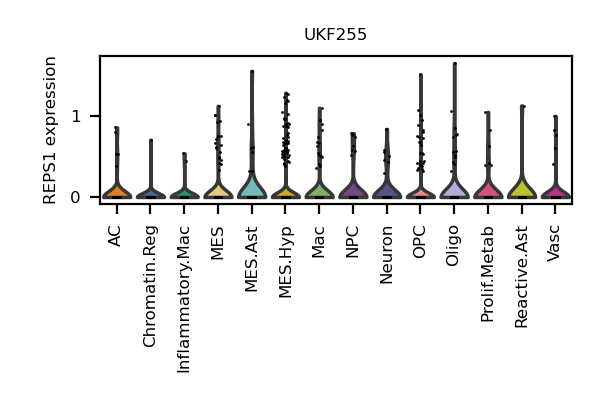 UKF255
REPS1 expression
1
0
AC
Chromatin.Reg
Inflammatory.Mac
MES
MES.Ast
MES.Hyp
Mac
NPC
Neuron
OPC
Oligo
Prolif.Metab
Reactive.Ast
Vasc